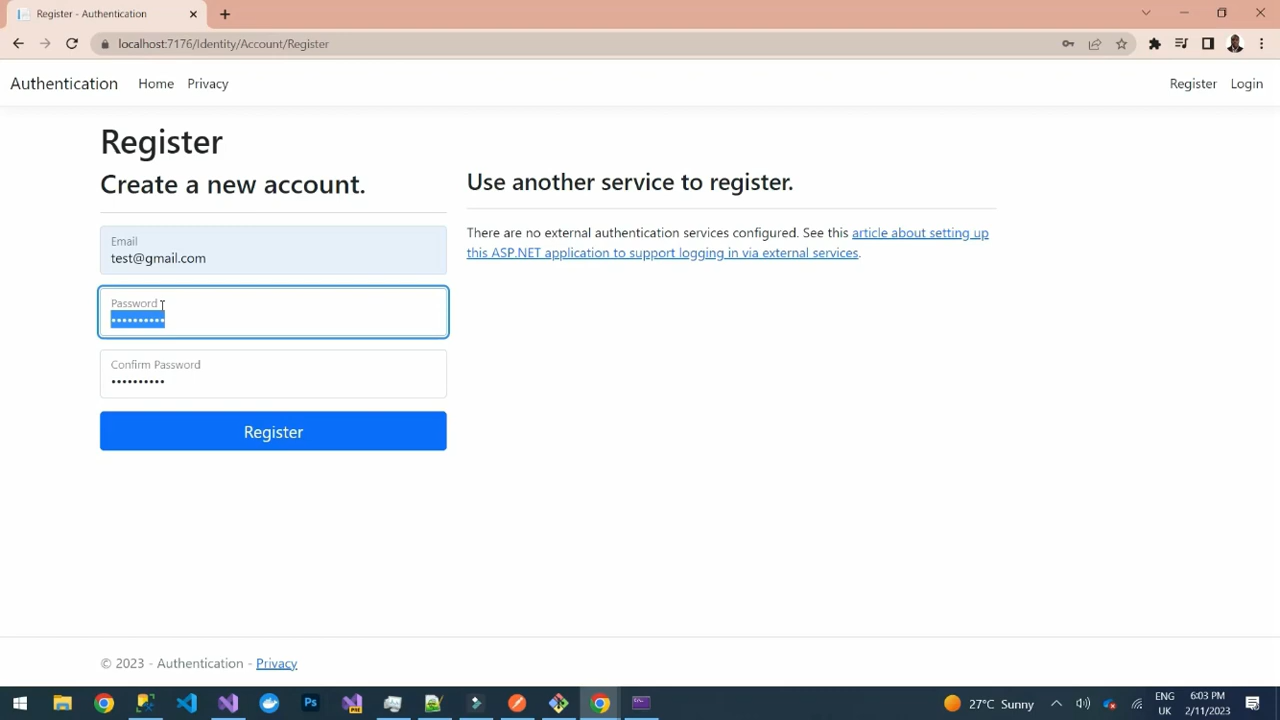 Register - Authentication
localhost:7176/Identity/Account/Register
Authentication Home Privacy Register Login
Register
Create a new account.
Email
test@gmail.com
Password
••••••••••
Confirm Password
••••••••••
Register
Use another service to register.
There are no external authentication services configured. See this article about setting up
this ASP.NET application to support logging in via external services.
© 2023 - Authentication - Privacy
Ps
27°C Sunny
ENG
UK
6:03 PM
2/11/2023